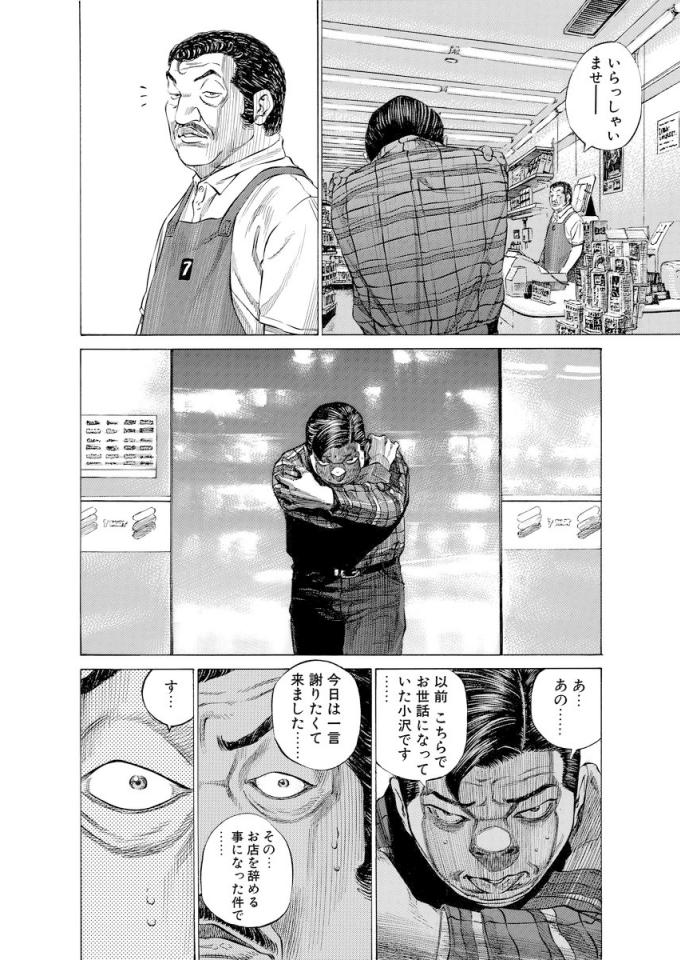 いらっしゃい
ませ――
7
あ…
あの……
以前 こちらで
お世話になって
いた小沢です
……
今日は一言
謝りたくて
来ました……
その…
お店を辞める
事になった件で
……
す…